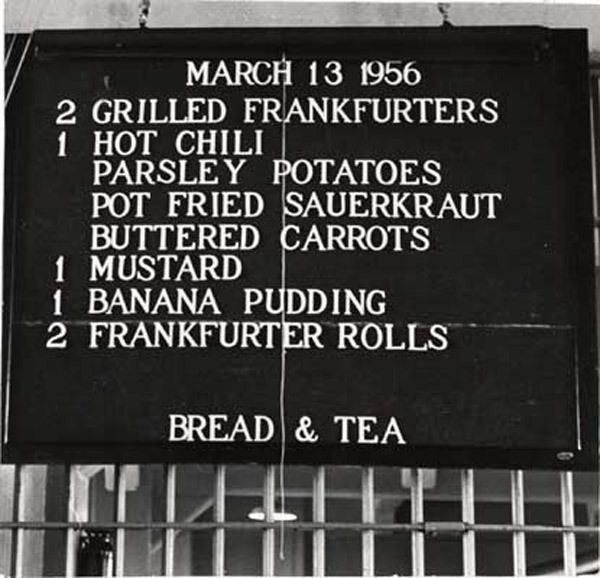 MARCH 13 1956
2 GRILLED FRANKFURTERS
1 HOT CHILI
PARSLEY POTATOES
POT FRIED SAUERKRAUT
BUTTERED CARROTS
1 MUSTARD
1 BANANA PUDDING
2 FRANKFURTER ROLLS
BREAD & TEA